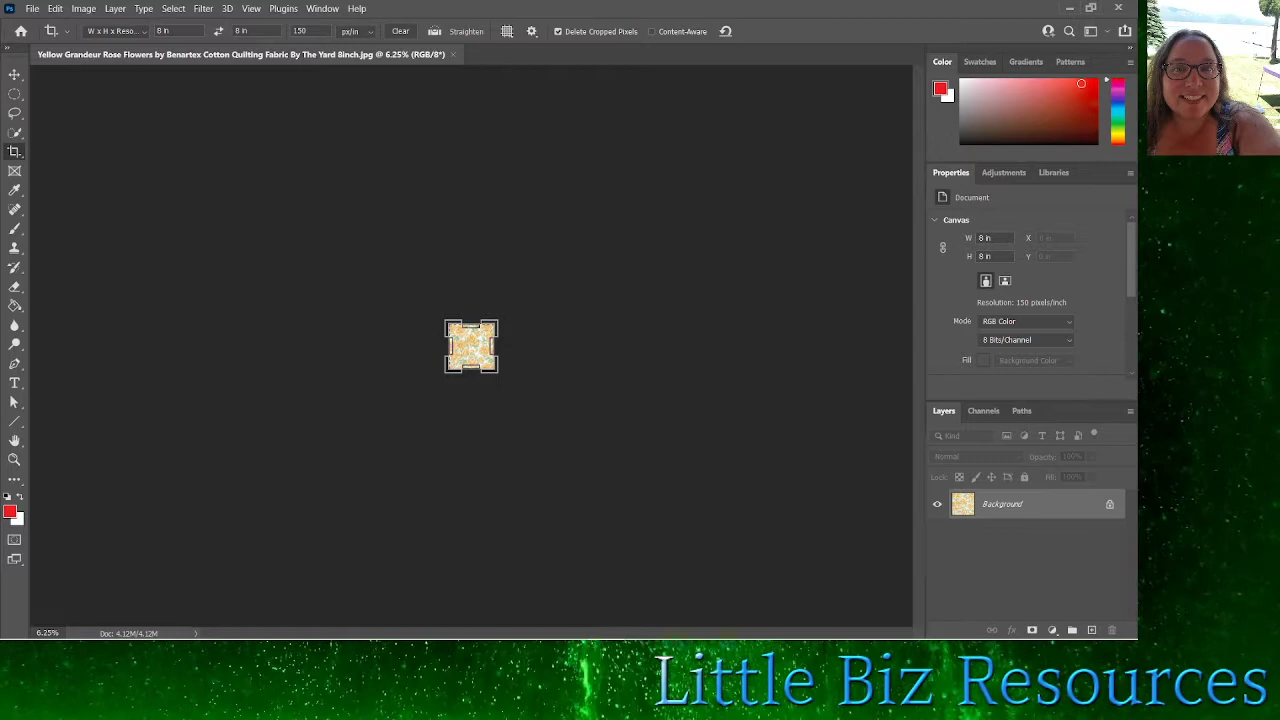 Ps File Edit Image Layer Type Select Filter 3D View Plugins Window Help
W x H x Reso... 8 in 8 in 150 px/in Clear Straighten Delete Cropped Pixels Content-Aware
Yellow Grandeur Rose Flowers by Benartex Cotton Quilting Fabric By The Yard 8inch.jpg @ 6.25% (RGB/8*) ×
Color Swatches Gradients Patterns
Properties Adjustments Libraries
Document
Canvas
W 8 in X 0 in
H 8 in Y 0 in
Resolution: 150 pixels/inch
Mode RGB Color
8 Bits/Channel
Fill Background Color
Layers Channels Paths
Kind
Normal Opacity: 100%
Lock: Fill: 100%
Background
6.25% Doc: 4.12M/4.12M
Little Biz Resources